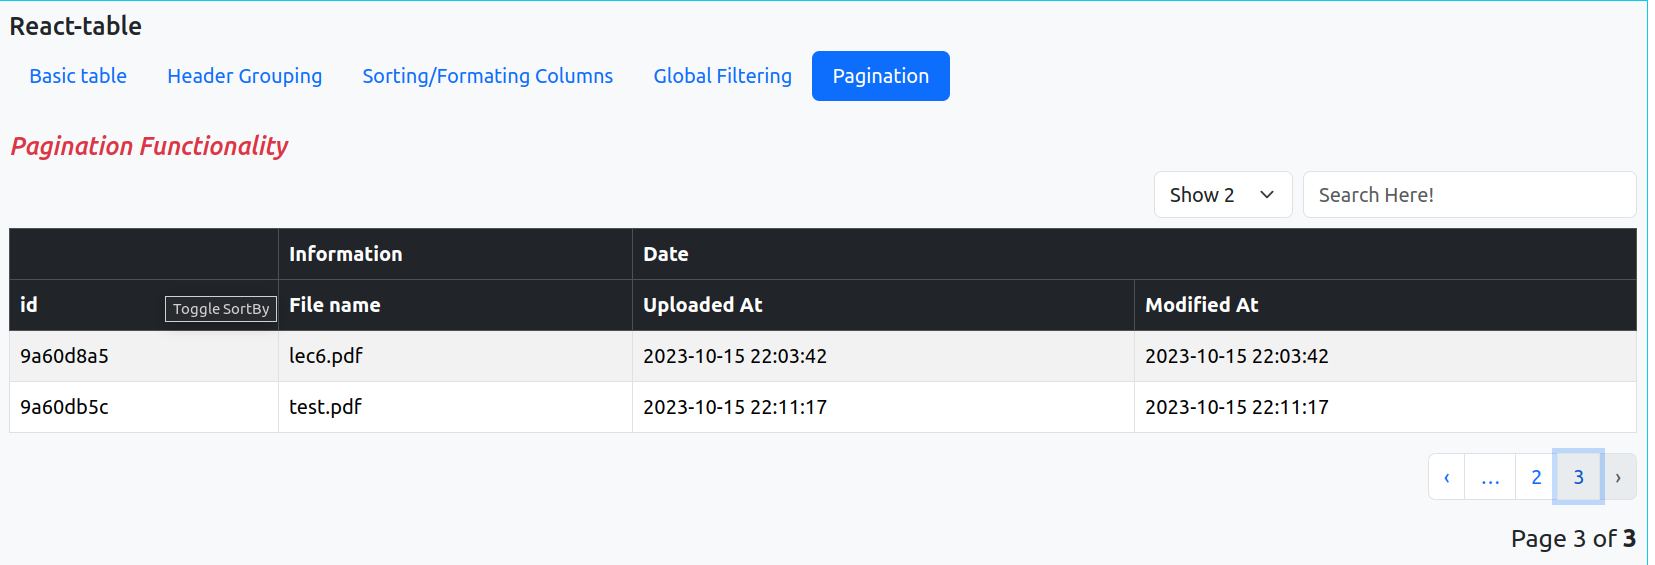 React-table
Basic table Header Grouping Sorting/Formating Columns Global Filtering Pagination
Pagination Functionality
Show 2 Search Here!
Information Date
id Toggle SortBy File name Uploaded At Modified At
9a60d8a5 lec6.pdf 2023-10-15 22:03:42 2023-10-15 22:03:42
9a60db5c test.pdf 2023-10-15 22:11:17 2023-10-15 22:11:17
‹ … 2 3 ›
Page 3 of 3